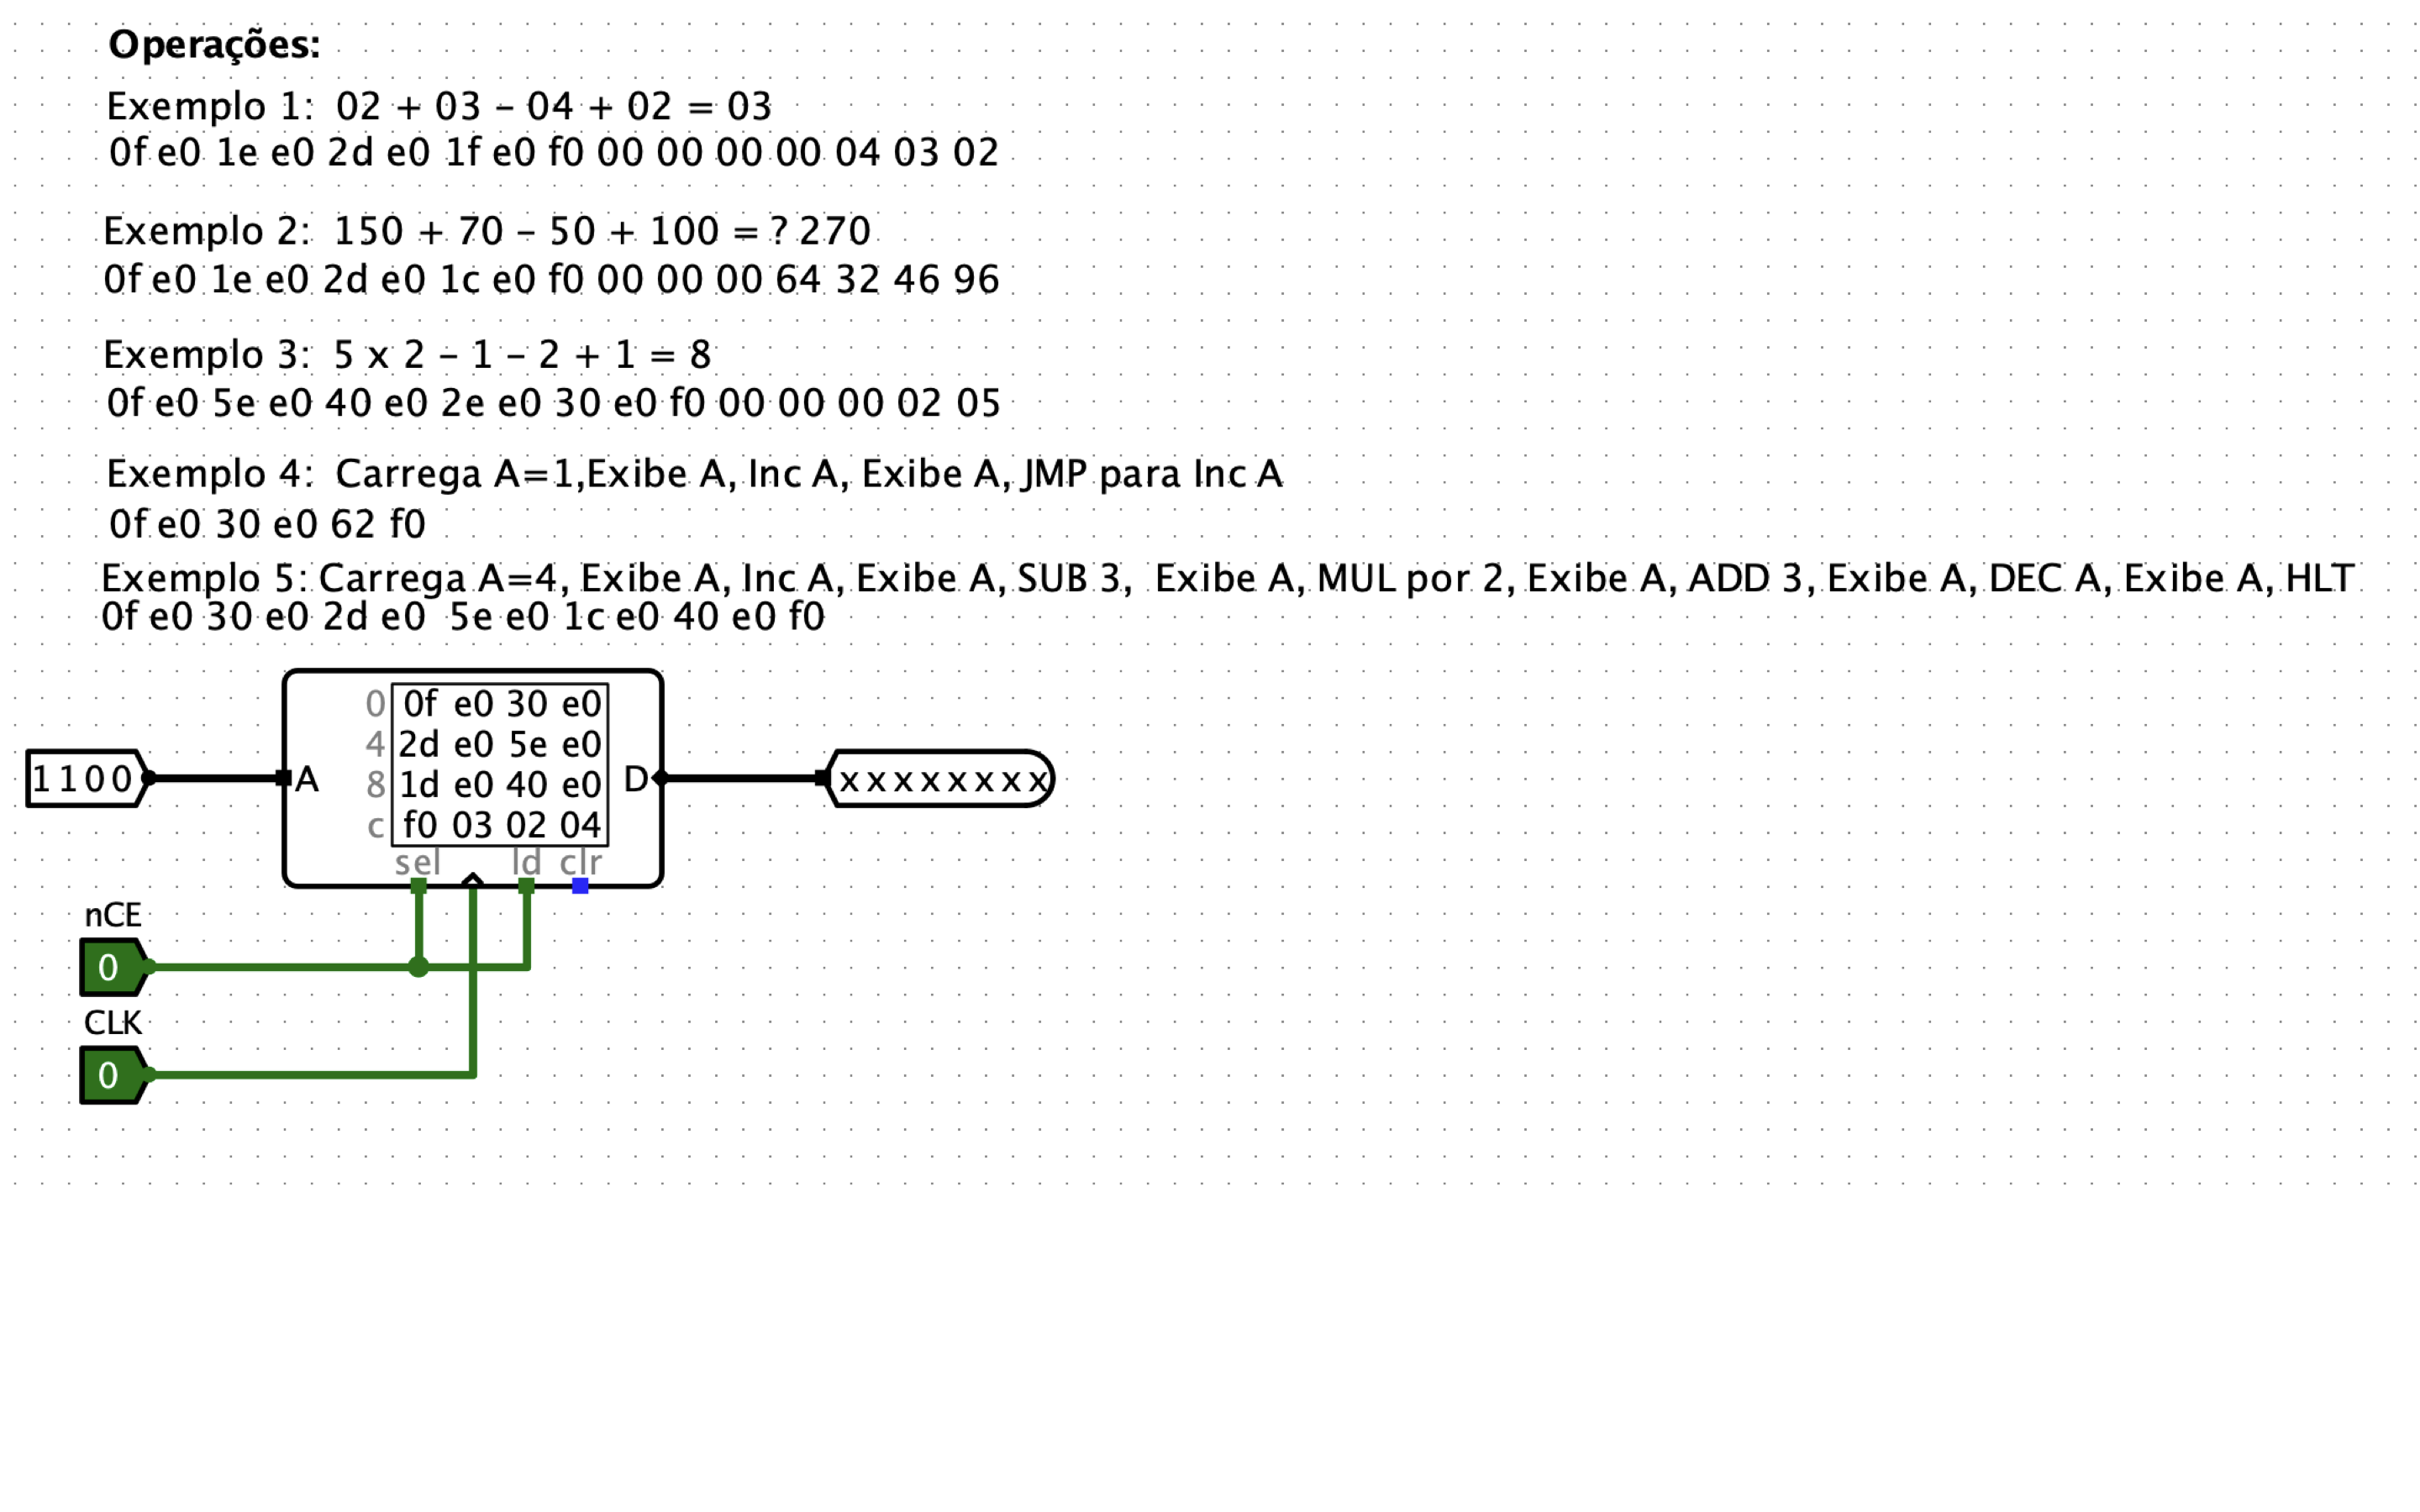 Operações:
Exemplo 1: 02 + 03 – 04 + 02 = 03
0f e0 1e e0 2d e0 1f e0 f0 00 00 00 00 04 03 02
Exemplo 2: 150 + 70 – 50 + 100 = ? 270
0f e0 1e e0 2d e0 1c e0 f0 00 00 00 64 32 46 96
Exemplo 3: 5 x 2 – 1 – 2 + 1 = 8
0f e0 5e e0 40 e0 2e e0 30 e0 f0 00 00 00 02 05
Exemplo 4: Carrega A=1,Exibe A, Inc A, Exibe A, JMP para Inc A
0f e0 30 e0 62 f0
Exemplo 5: Carrega A=4, Exibe A, Inc A, Exibe A, SUB 3, Exibe A, MUL por 2, Exibe A, ADD 3, Exibe A, DEC A, Exibe A, HLT
0f e0 30 e0 2d e0 5e e0 1c e0 40 e0 f0
0 0f e0 30 e0
4 2d e0 5e e0
1100 A 8 1d e0 40 e0 D xxxxxxxx
c f0 03 02 04
sel ld clr
nCE
0
CLK
0